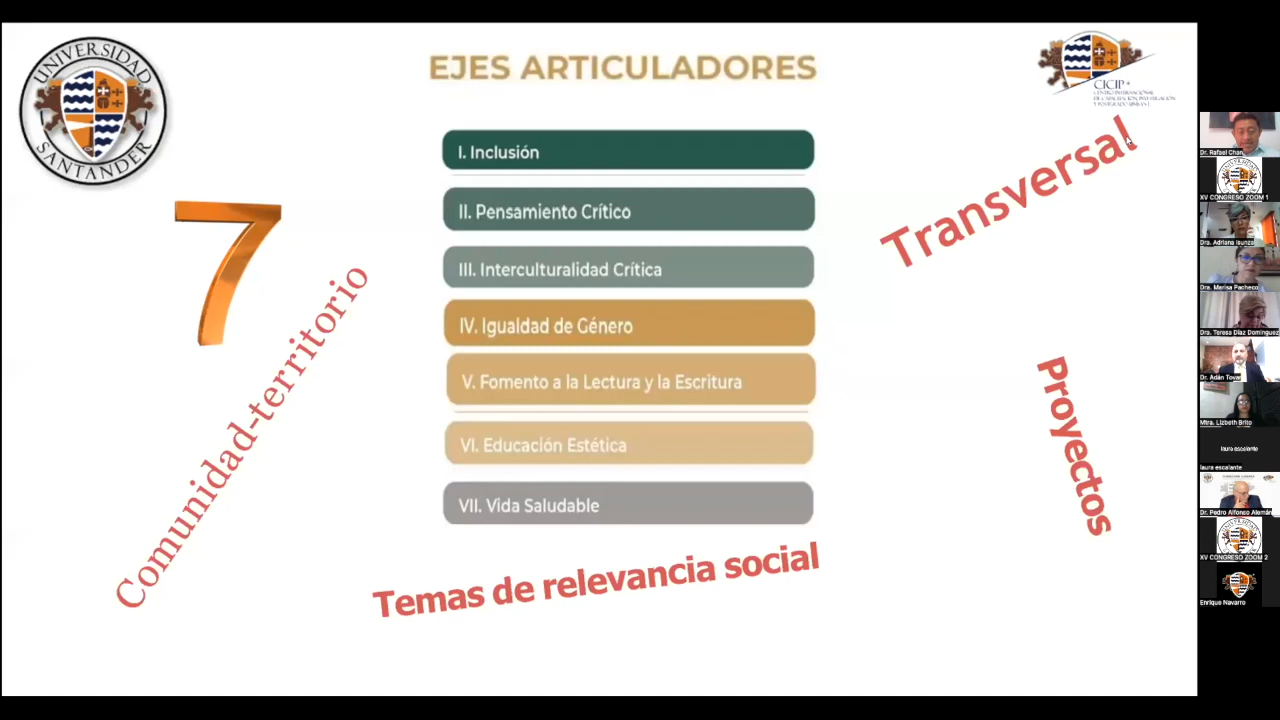 UNIVERSIDAD
SANTANDER
EJES ARTICULADORES
CICIP
7
I. Inclusión
II. Pensamiento Crítico
III. Interculturalidad Crítica
IV. Igualdad de Género
V. Fomento a la Lectura y la Escritura
VI. Educación Estética
VII. Vida Saludable
Comunidad-territorio
Transversal
Proyectos
Temas de relevancia social
Dr. Rafael Chan
XV CONGRESO ZOOM 1
Dra. Adriana Isunza
Dra. Marisa Pacheco
Dra. Teresa Díaz Domínguez
Dr. Adán Tovar
Mtra. Lizbeth Brito
laura escalante
laura escalante
Dr. Pedro Alfonso Alemán
XV CONGRESO ZOOM 2
Enrique Navarro